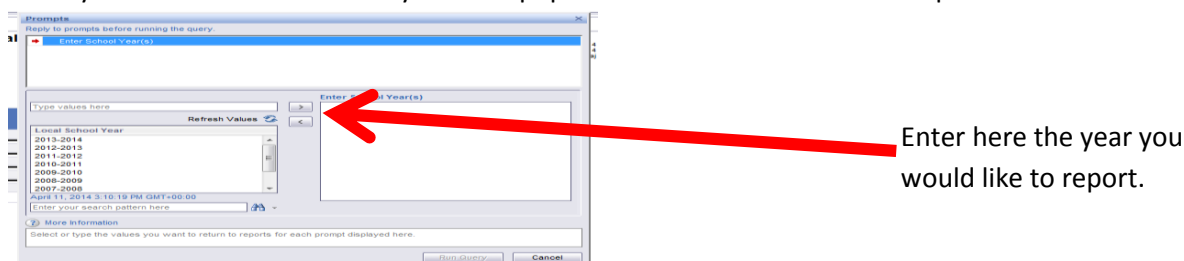 Prompts
Reply to prompts before running the query.
Enter School Year(s)
Enter School Year(s)
Type values here
>
Refresh Values
<
Local School Year
2013-2014
2012-2013
2011-2012
2010-2011
2009-2010
2008-2009
2007-2008
April 11, 2014 3:10:19 PM GMT+00:00
Enter your search pattern here
More Information
Select or type the values you want to return to reports for each prompt displayed here.
Run Query
Cancel
Enter here the year you
would like to report.